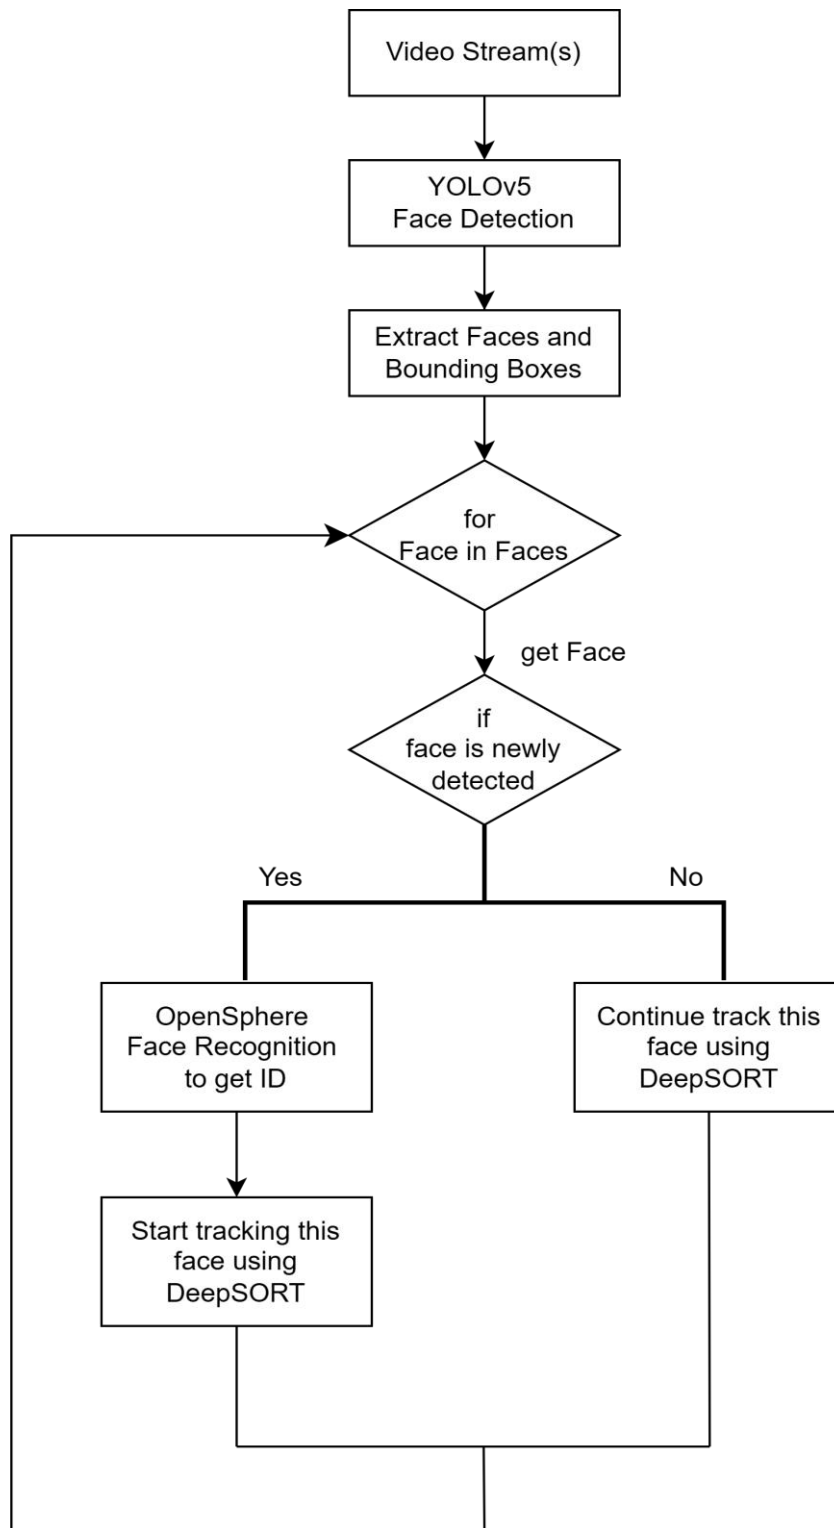 Video Stream(s)
YOLOv5
Face Detection
Extract Faces and
Bounding Boxes
for
Face in Faces
get Face
if
face is newly
detected
Yes
No
OpenSphere
Face Recognition
to get ID
Continue track this
face using
DeepSORT
Start tracking this
face using
DeepSORT